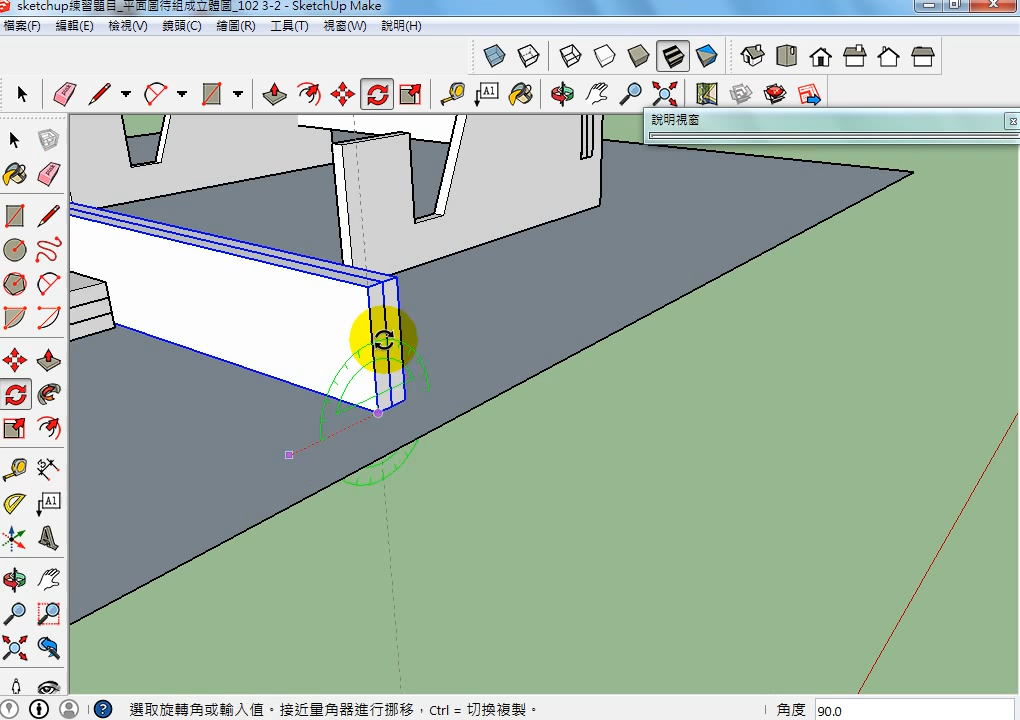 sketchup練習題目_平面圖待組成立體圖_102 3-2 - SketchUp Make
檔案(F) 編輯(E) 檢視(V) 鏡頭(C) 繪圖(R) 工具(T) 視窗(W) 說明(H)
A1
說明視窗
A1
選取旋轉角或輸入值。接近量角器進行挪移，Ctrl = 切換複製。
角度 90.0